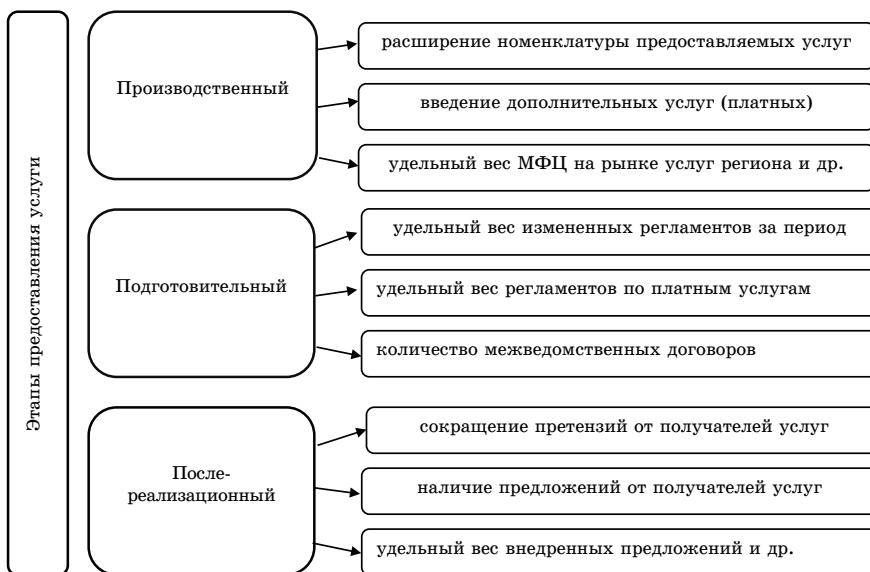 Этапы предоставления услуги
Производственный
расширение номенклатуры предоставляемых услуг
введение дополнительных услуг (платных)
удельный вес МФЦ на рынке услуг региона и др.
Подготовительный
удельный вес измененных регламентов за период
удельный вес регламентов по платным услугам
количество межведомственных договоров
После-
реализационный
сокращение претензий от получателей услуг
наличие предложений от получателей услуг
удельный вес внедренных предложений и др.